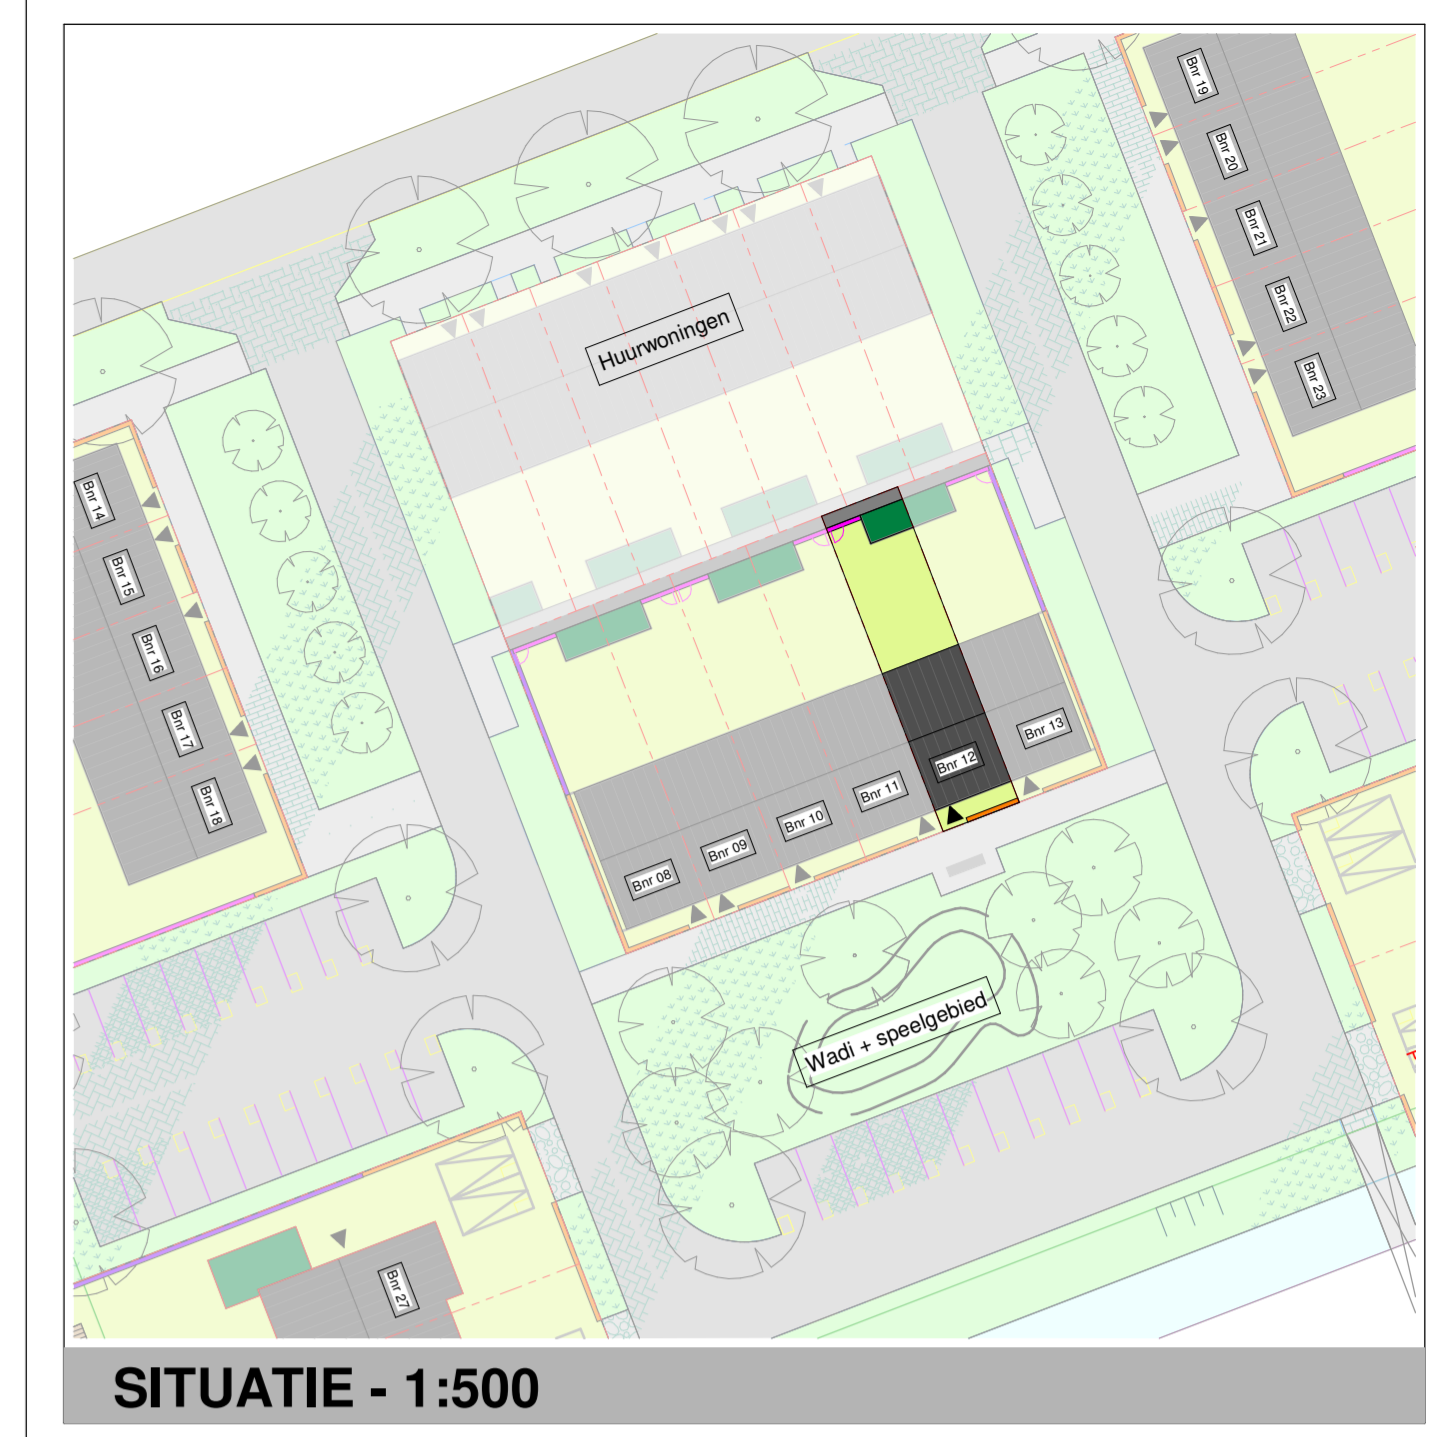 Bnr 19
Bnr 20
Bnr 21
Bnr 22
Bnr 23
Huurwoningen
Bnr 14
Bnr 15
Bnr 16
Bnr 17
Bnr 18
Bnr 13
Bnr 12
Bnr 11
Bnr 10
Bnr 09
Bnr 08
Wadi + speelgebied
Bnr 27
SITUATIE - 1:500